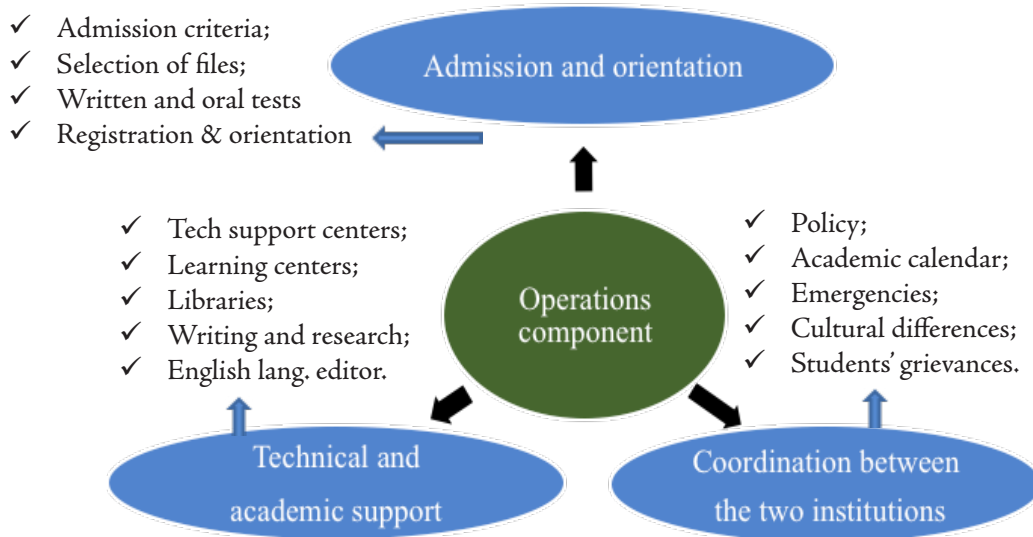 ✓ Admission criteria;
✓ Selection of files;
✓ Written and oral tests
✓ Registration & orientation
Admission and orientation
✓ Tech support centers;
✓ Learning centers;
✓ Libraries;
✓ Writing and research;
✓ English lang. editor.
Operations
component
✓ Policy;
✓ Academic calendar;
✓ Emergencies;
✓ Cultural differences;
✓ Students’ grievances.
Technical and
academic support
Coordination between
the two institutions